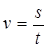 v = s/t